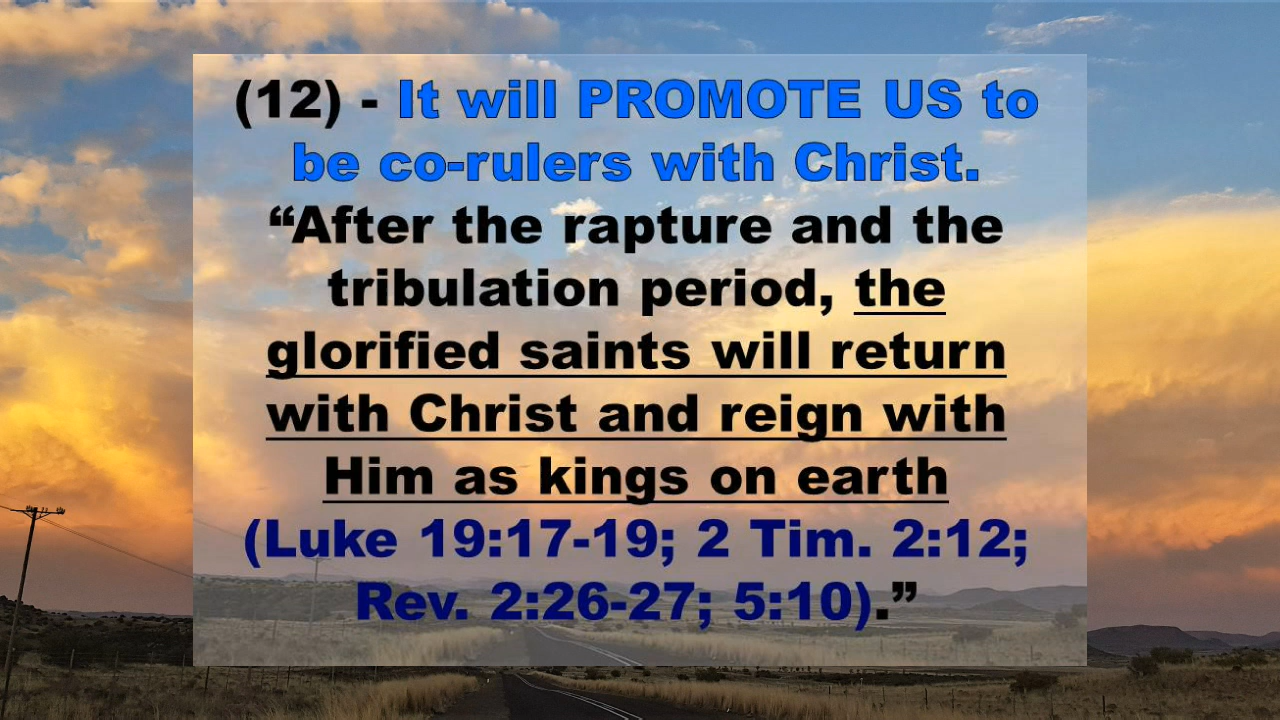 (12) - It will PROMOTE US to
be co-rulers with Christ.
“After the rapture and the
tribulation period, the
glorified saints will return
with Christ and reign with
Him as kings on earth
(Luke 19:17-19; 2 Tim. 2:12;
Rev. 2:26-27; 5:10).”